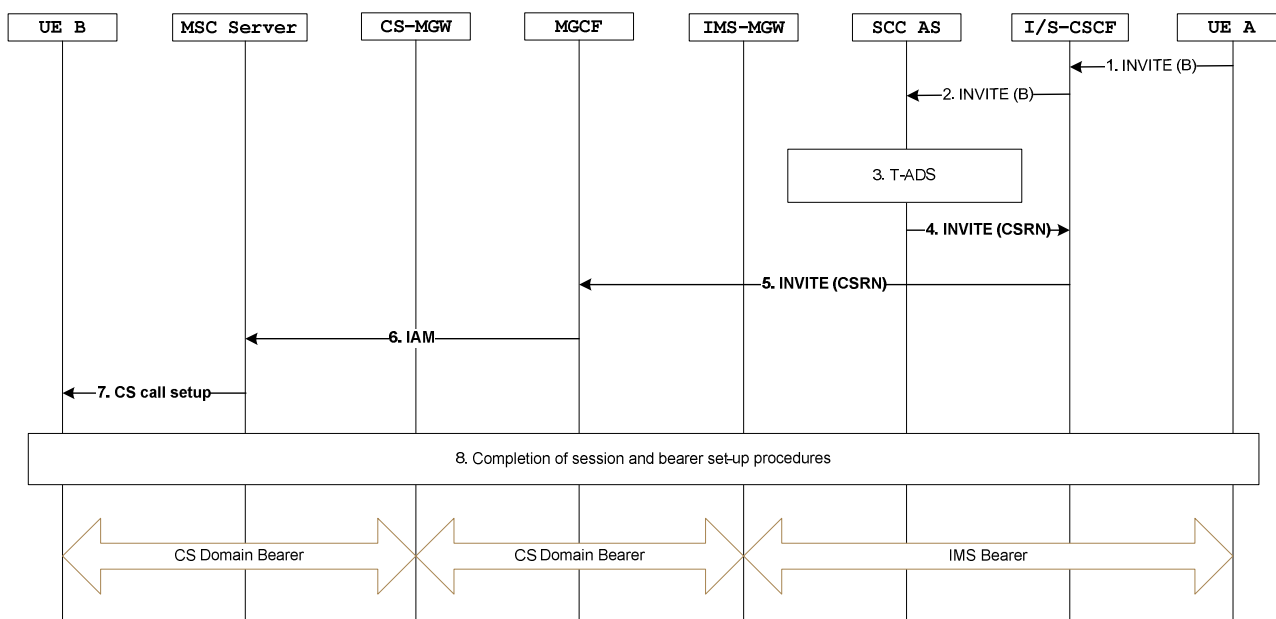 UE B
MSC Server
CS-MGW
MGCF
IMS-MGW
SCC AS
I/S-CSCF
UE A
1. INVITE (B)
2. INVITE (B)
3. T-ADS
4. INVITE (CSRN)
5. INVITE (CSRN)
6. IAM
7. CS call setup
8. Completion of session and bearer set-up procedures
CS Domain Bearer
CS Domain Bearer
IMS Bearer